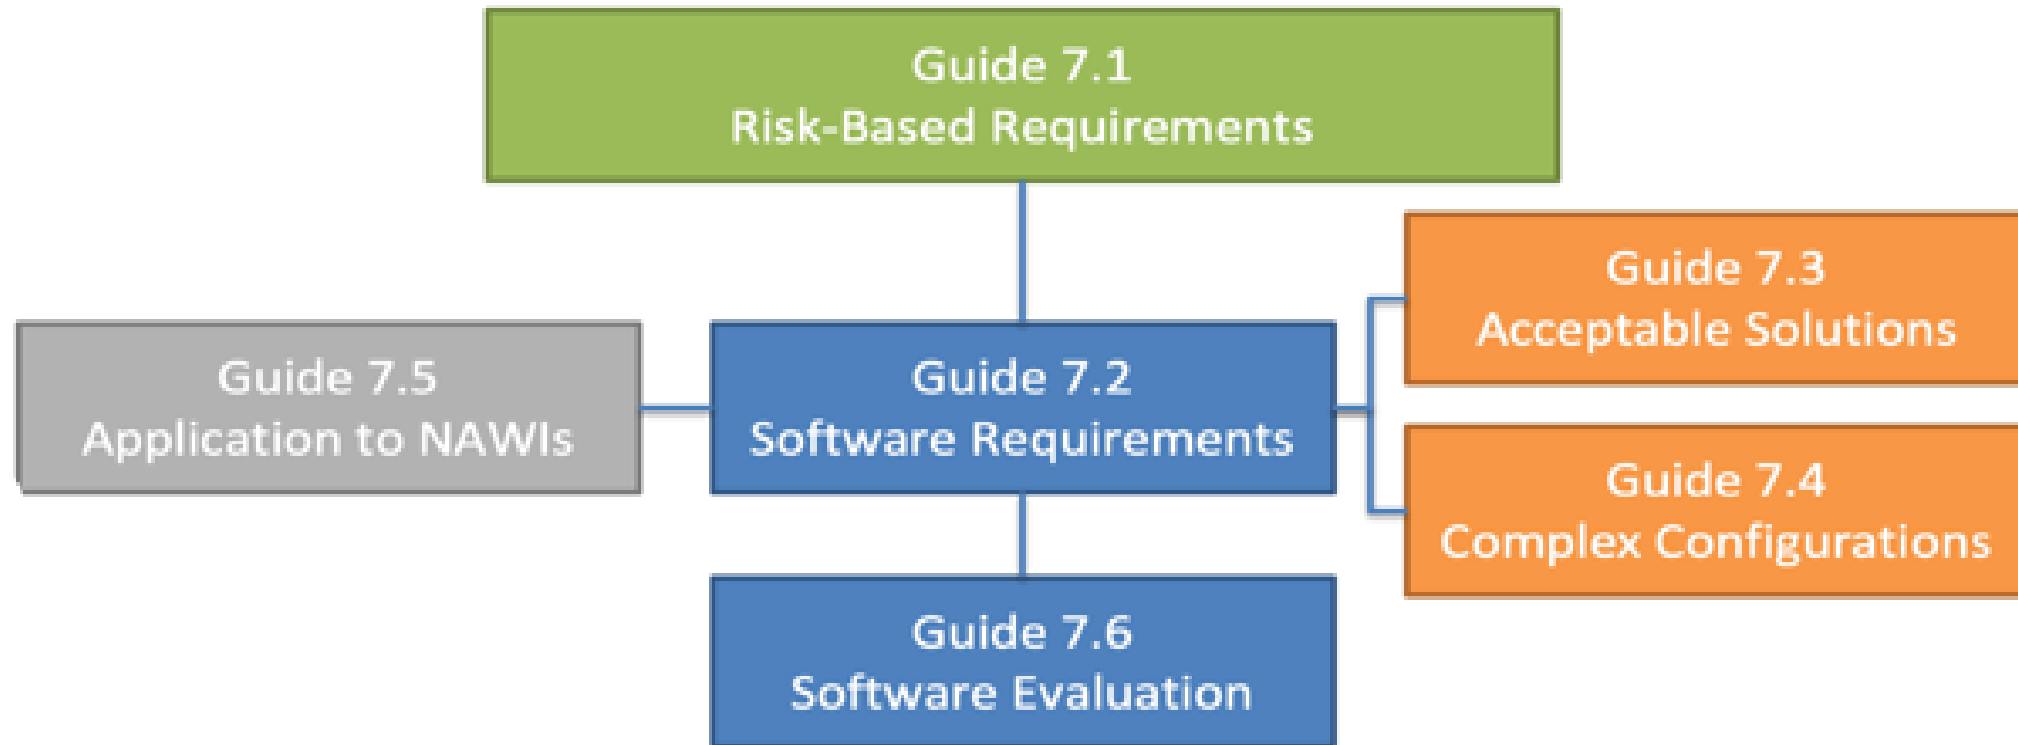 Guide 7.1
Risk-Based Requirements
Guide 7.3
Acceptable Solutions
Guide 7.5
Application to NAWIs
Guide 7.2
Software Requirements
Guide 7.4
Complex Configurations
Guide 7.6
Software Evaluation